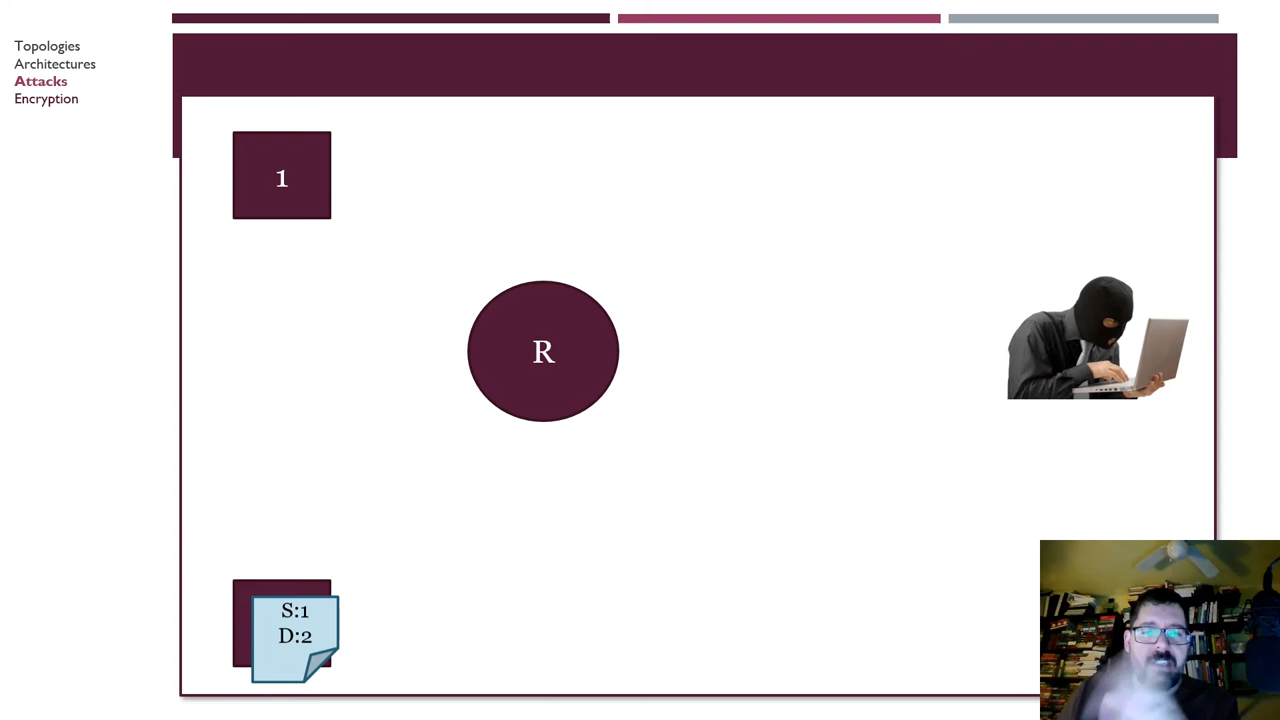 Topologies
Architectures
Attacks
Encryption
1
R
S:1
D:2